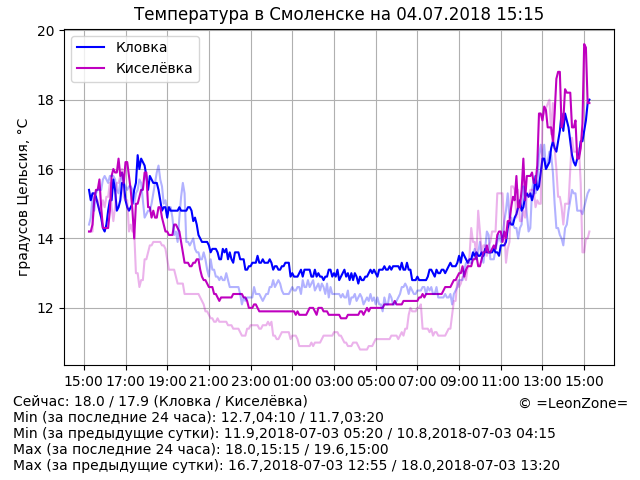 Температура в Смоленске на 04.07.2018 15:15
Кловка
Киселёвка
градусов Цельсия, °C
20
18
16
14
12
15:00 17:00 19:00 21:00 23:00 01:00 03:00 05:00 07:00 09:00 11:00 13:00 15:00
Сейчас: 18.0 / 17.9 (Кловка / Киселёвка)
© =LeonZone=
Min (за последние 24 часа): 12.7,04:10 / 11.7,03:20
Min (за предыдущие сутки): 11.9,2018-07-03 05:20 / 10.8,2018-07-03 04:15
Max (за последние 24 часа): 18.0,15:15 / 19.6,15:00
Max (за предыдущие сутки): 16.7,2018-07-03 12:55 / 18.0,2018-07-03 13:20